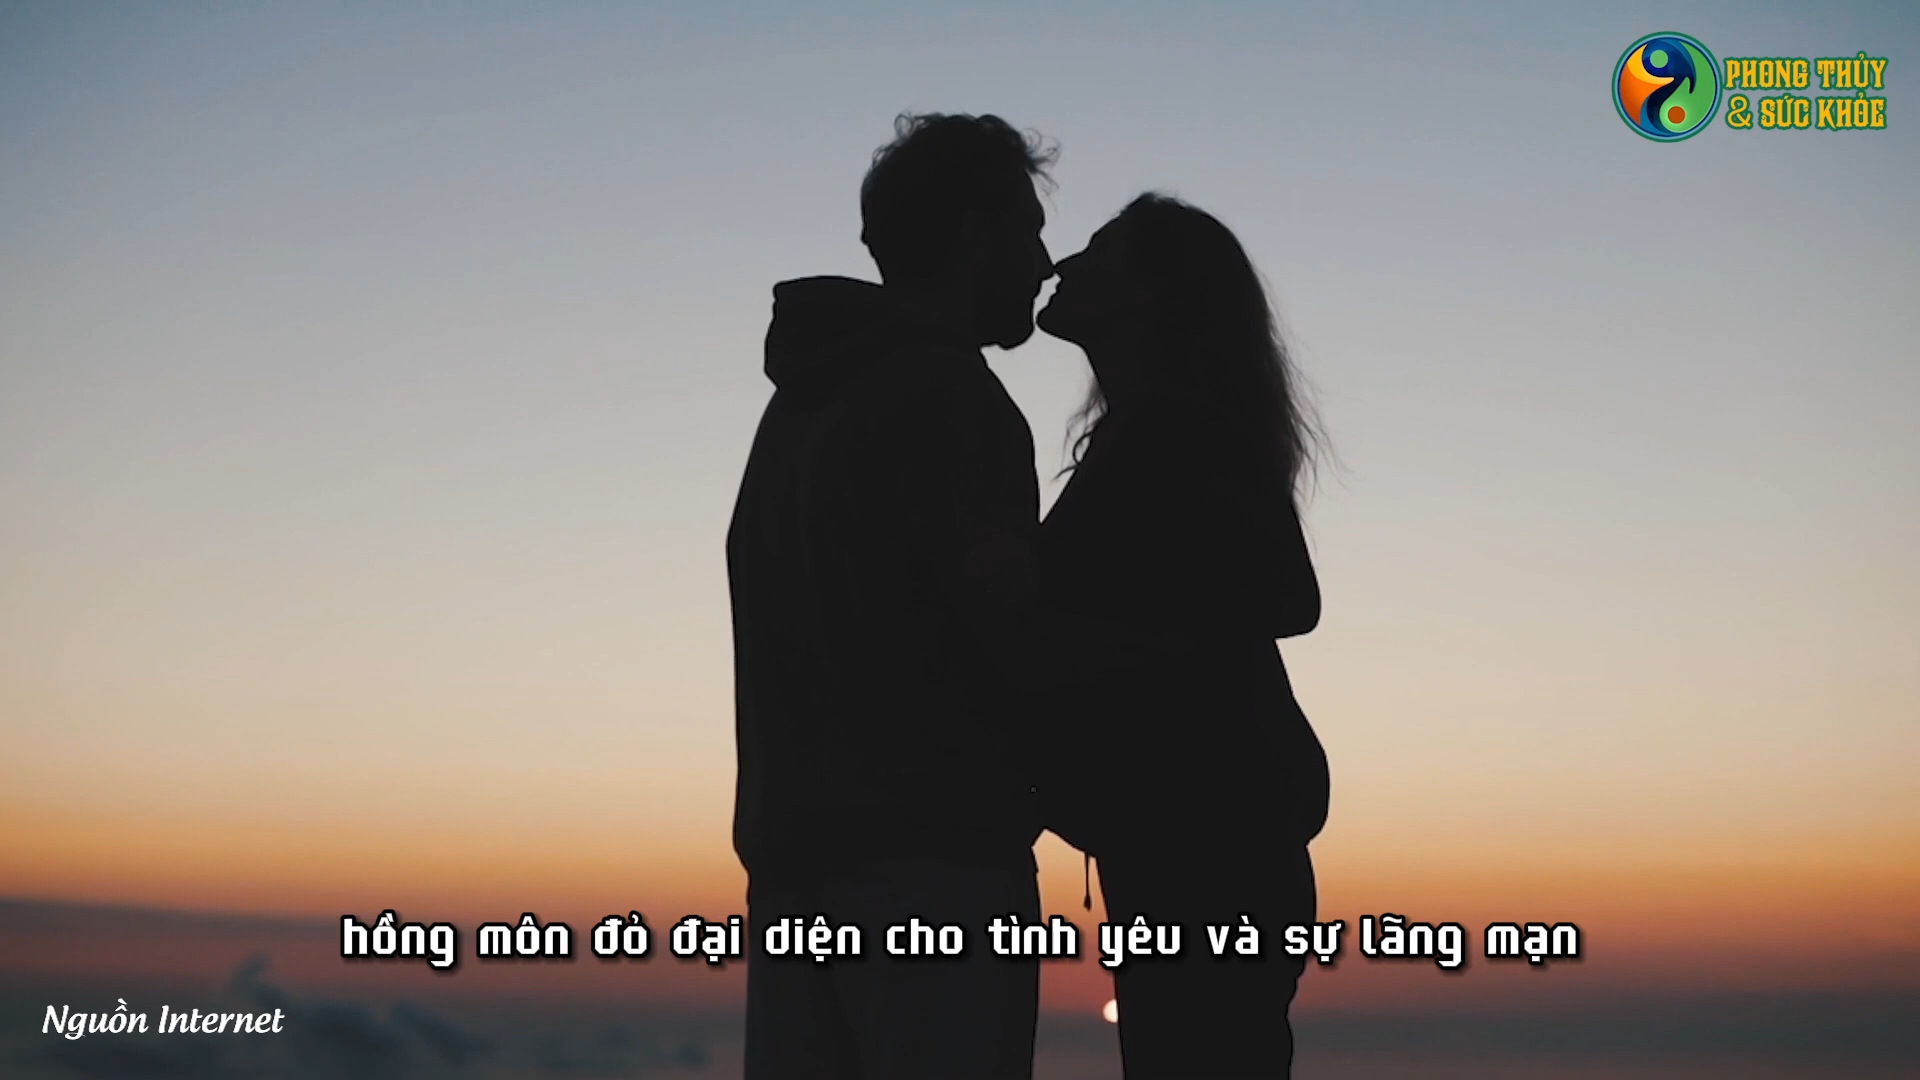 PHONG THỦY
& SỨC KHỎE
hồng môn đỏ đại diện cho tình yêu và sự lãng mạn
Nguồn Internet